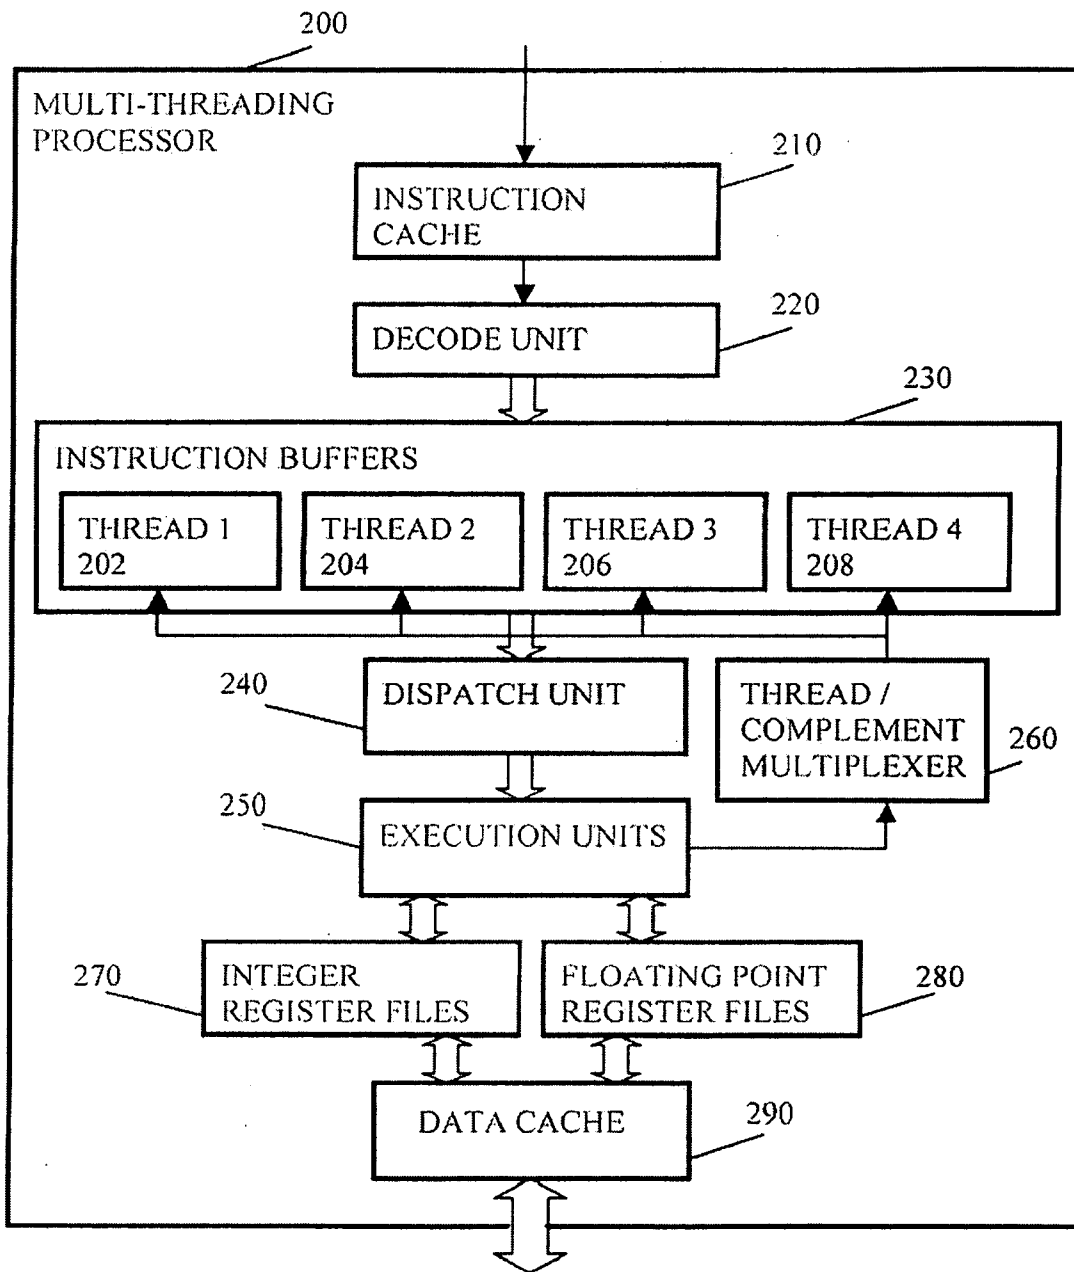 200
MULTI-THREADING
PROCESSOR
210
INSTRUCTION
CACHE
220
DECODE UNIT
230
INSTRUCTION BUFFERS
THREAD 1
202
THREAD 2
204
THREAD 3
206
THREAD 4
208
240
DISPATCH UNIT
THREAD /
COMPLEMENT
MULTIPLEXER
260
250
EXECUTION UNITS
270
INTEGER
REGISTER FILES
FLOATING POINT
REGISTER FILES
280
DATA CACHE
290